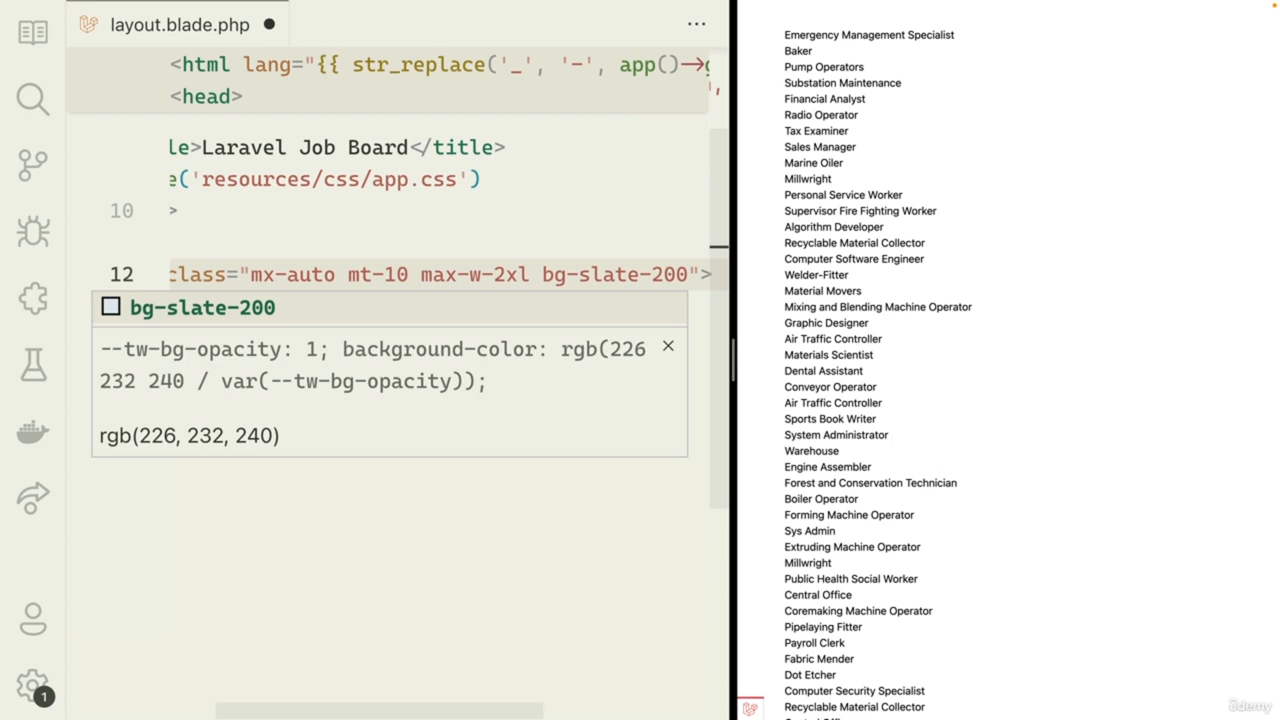 layout.blade.php
<html lang="{{ str_replace('_', '-', app()->g
<head>
le>Laravel Job Board</title>
e('resources/css/app.css')
10 >
12 class="mx-auto mt-10 max-w-2xl bg-slate-200">
bg-slate-200
--tw-bg-opacity: 1; background-color: rgb(226
232 240 / var(--tw-bg-opacity));
rgb(226, 232, 240)
1
Emergency Management Specialist
Baker
Pump Operators
Substation Maintenance
Financial Analyst
Radio Operator
Tax Examiner
Sales Manager
Marine Oiler
Millwright
Personal Service Worker
Supervisor Fire Fighting Worker
Algorithm Developer
Recyclable Material Collector
Computer Software Engineer
Welder-Fitter
Material Movers
Mixing and Blending Machine Operator
Graphic Designer
Air Traffic Controller
Materials Scientist
Dental Assistant
Conveyor Operator
Air Traffic Controller
Sports Book Writer
System Administrator
Warehouse
Engine Assembler
Forest and Conservation Technician
Boiler Operator
Forming Machine Operator
Sys Admin
Extruding Machine Operator
Millwright
Public Health Social Worker
Central Office
Coremaking Machine Operator
Pipelaying Fitter
Payroll Clerk
Fabric Mender
Dot Etcher
Computer Security Specialist
Recyclable Material Collector
ûdemy